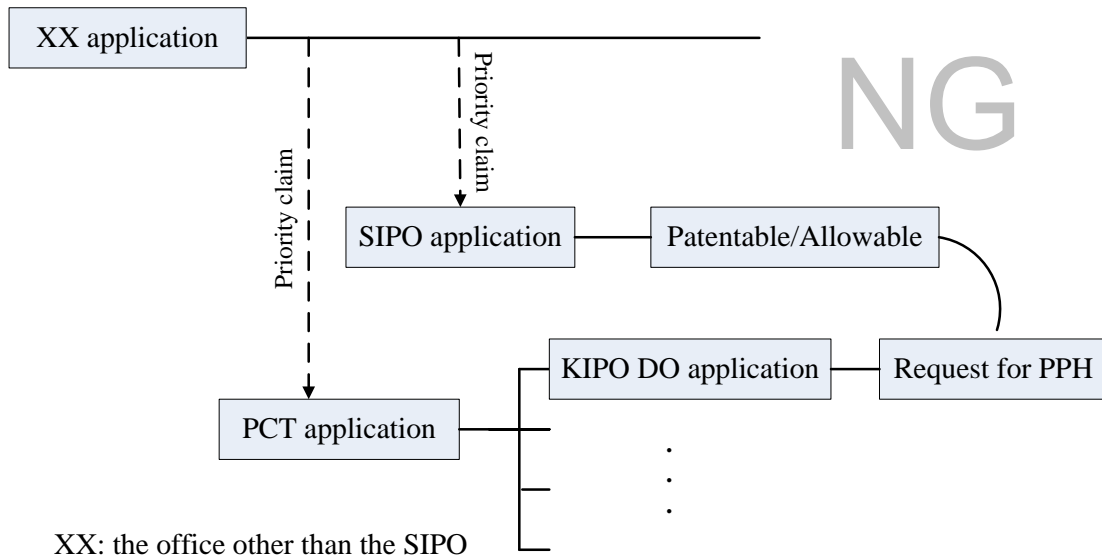 XX application
NG
Priority claim
Priority claim
SIPO application
Patentable/Allowable
KIPO DO application
Request for PPH
PCT application
XX: the office other than the SIPO